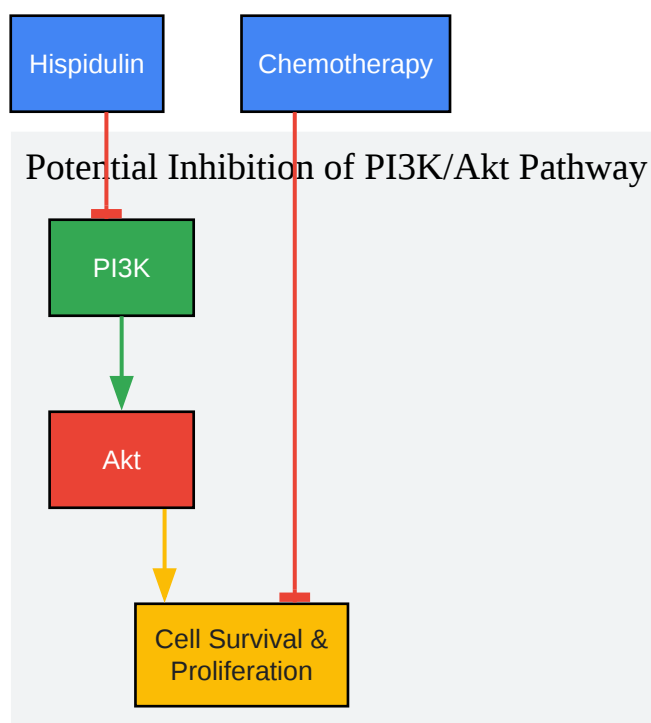 Hispidulin
Chemotherapy
Potential Inhibition of PI3K/Akt Pathway
PI3K
Akt
Cell Survival &
Proliferation